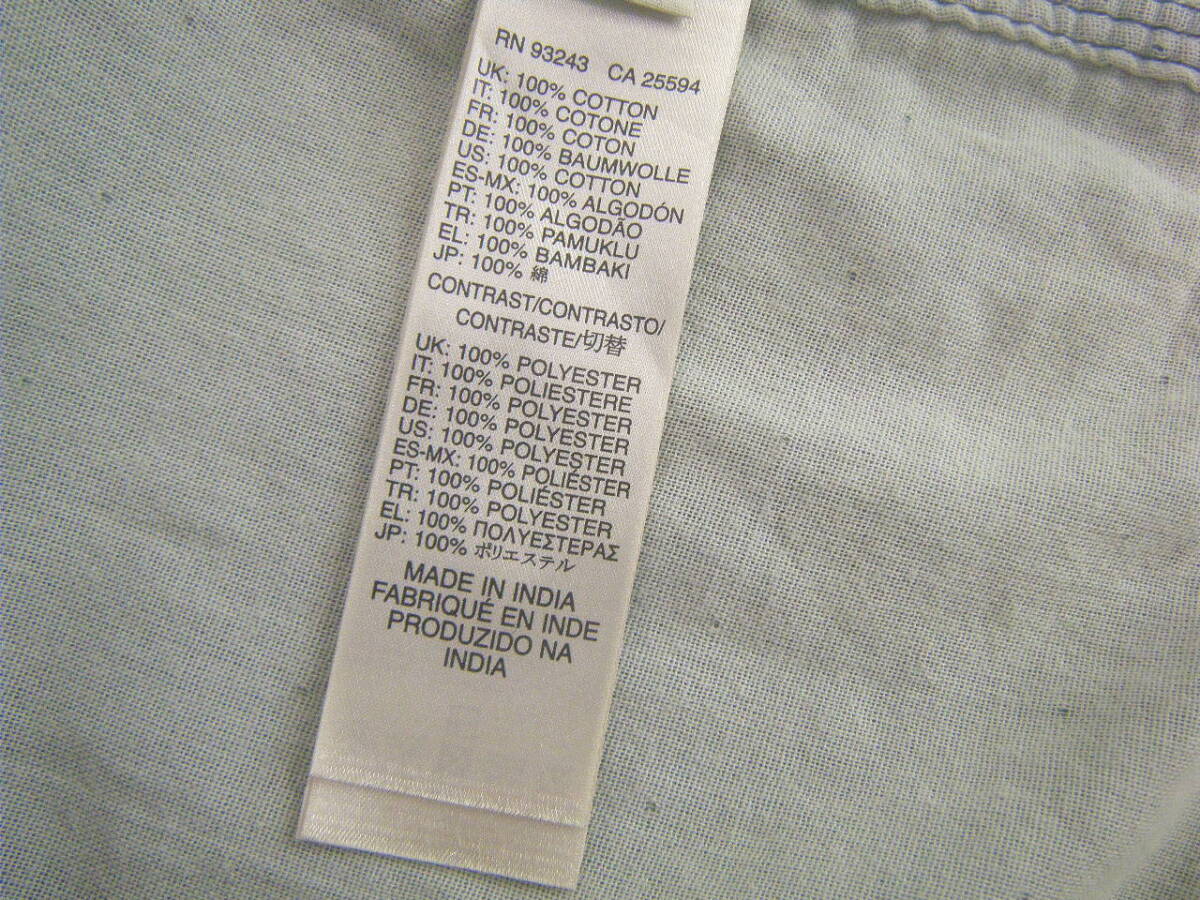 RN 93243 CA 25594
UK: 100% COTTON
IT: 100% COTONE
FR: 100% COTON
DE: 100% BAUMWOLLE
US: 100% COTTON
ES-MX: 100% ALGODÓN
PT: 100% ALGODÃO
TR: 100% PAMUKLU
EL: 100% BAMBAKI
JP: 100% 綿
CONTRAST/CONTRASTO/
CONTRASTE/切替
UK: 100% POLYESTER
IT: 100% POLIESTERE
FR: 100% POLYESTER
DE: 100% POLYESTER
US: 100% POLYESTER
ES-MX: 100% POLIÉSTER
PT: 100% POLIÉSTER
TR: 100% POLYESTER
EL: 100% ΠΟΛΥΕΣΤΕΡΑΣ
JP: 100% ポリエステル
MADE IN INDIA
FABRIQUÉ EN INDE
PRODUZIDO NA
INDIA